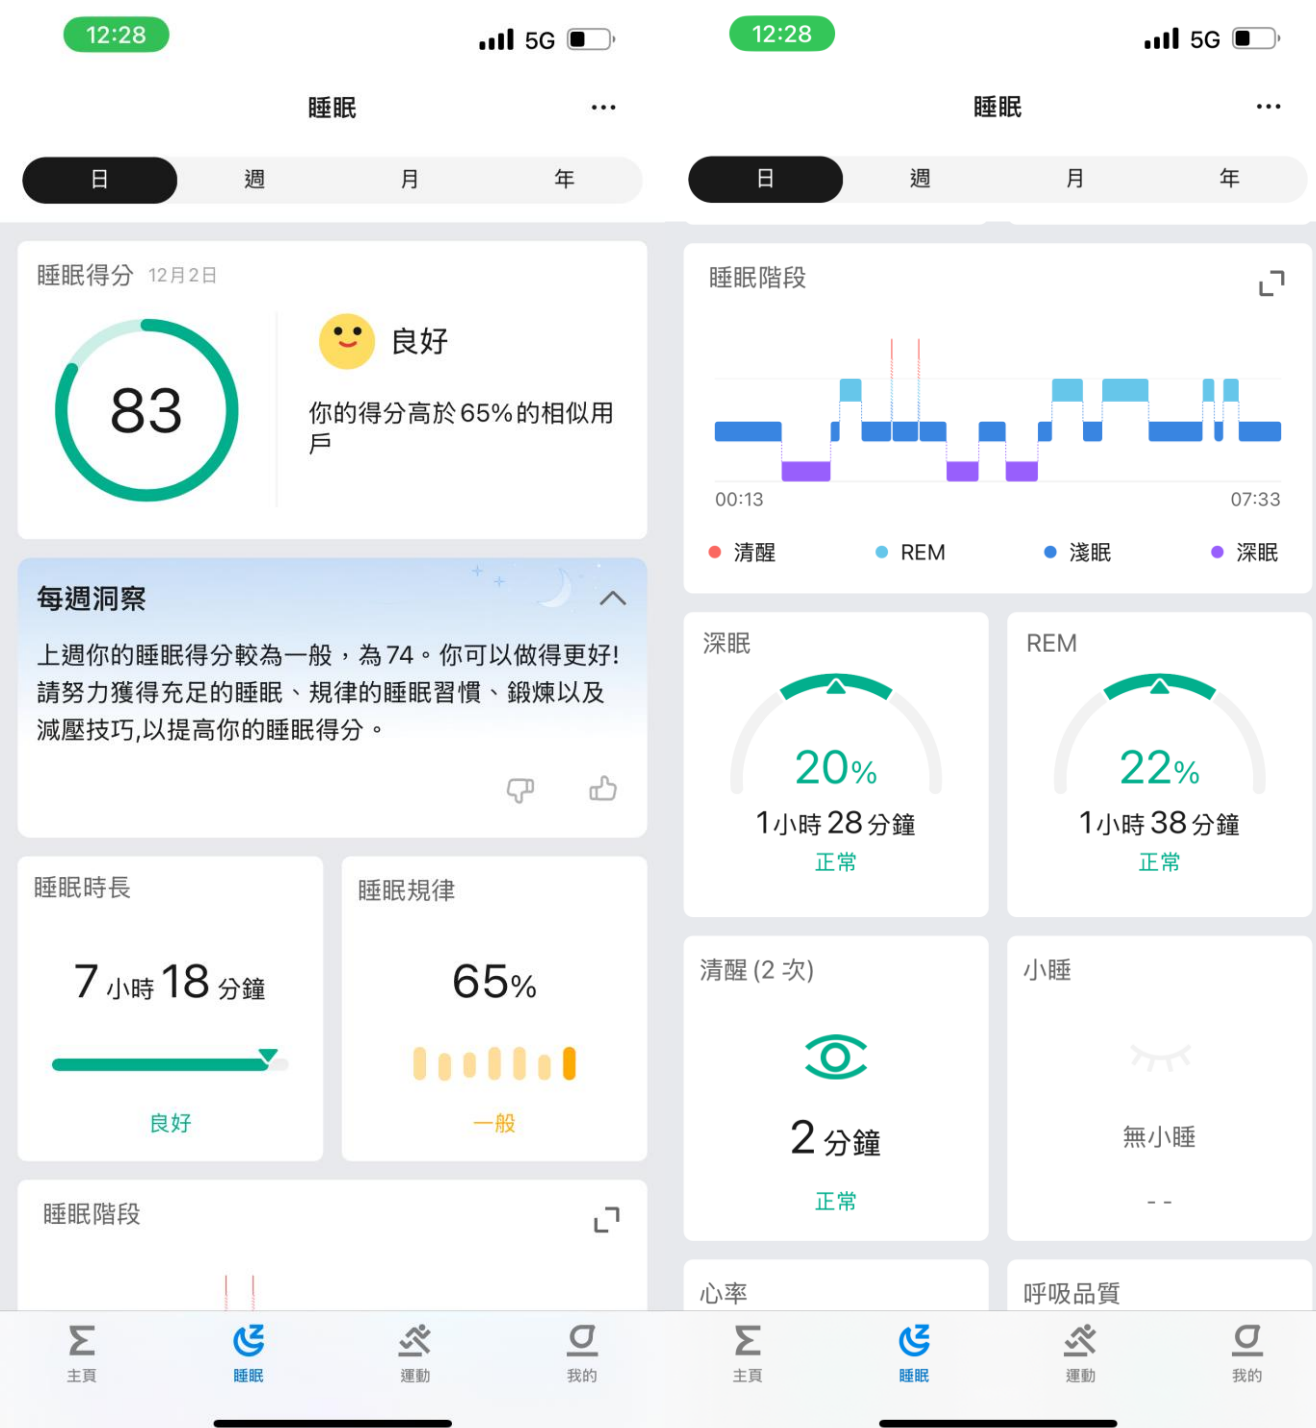 12:28
5G
睡眠
日
週
月
年
睡眠得分 12月2日
83
良好
你的得分高於65%的相似用
戶
每週洞察
上週你的睡眠得分較為一般，為74。你可以做得更好!
請努力獲得充足的睡眠、規律的睡眠習慣、鍛煉以及
減壓技巧,以提高你的睡眠得分。
睡眠時長
7 小時 18 分鐘
良好
睡眠規律
65%
一般
睡眠階段
主頁
睡眠
運動
我的
12:28
5G
睡眠
日
週
月
年
睡眠階段
00:13
07:33
清醒
REM
淺眠
深眠
深眠
20%
1小時 28 分鐘
正常
REM
22%
1小時 38 分鐘
正常
清醒 (2 次)
2 分鐘
正常
小睡
無小睡
- -
心率
呼吸品質
主頁
睡眠
運動
我的